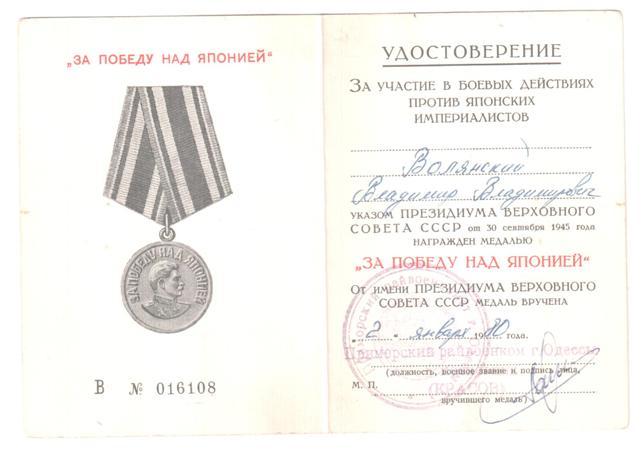 „ЗА ПОБЕДУ НАД ЯПОНИЕЙ“
ЗА ПОБЕДУ НАД ЯПОНИЕЙ
В № 016108
УДОСТОВЕРЕНИЕ
ЗА УЧАСТИЕ В БОЕВЫХ ДЕЙСТВИЯХ
ПРОТИВ ЯПОНСКИХ
ИМПЕРИАЛИСТОВ
Волянский
Владимир Владимирович
УКАЗОМ ПРЕЗИДИУМА ВЕРХОВНОГО
СОВЕТА СССР от 30 сентября 1945 года
НАГРАЖДЕН МЕДАЛЬЮ
„ЗА ПОБЕДУ НАД ЯПОНИЕЙ“
От ИМЕНИ ПРЕЗИДИУМА ВЕРХОВНОГО
СОВЕТА СССР МЕДАЛЬ ВРУЧЕНА
„2“ января 1980 года
Приморский райвоенком г.Одессы
(должность, военное звание и подпись лица,
М. П. (КРАСОВ)
вручившего медаль)